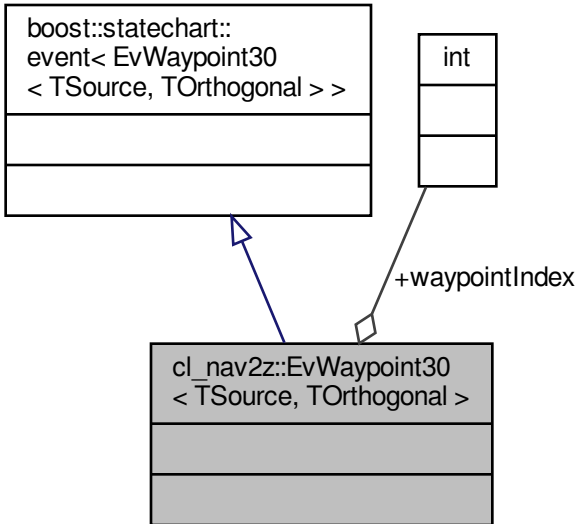 boost::statechart::
event< EvWaypoint30
< TSource, TOrthogonal > >
int
+waypointIndex
cl_nav2z::EvWaypoint30
< TSource, TOrthogonal >